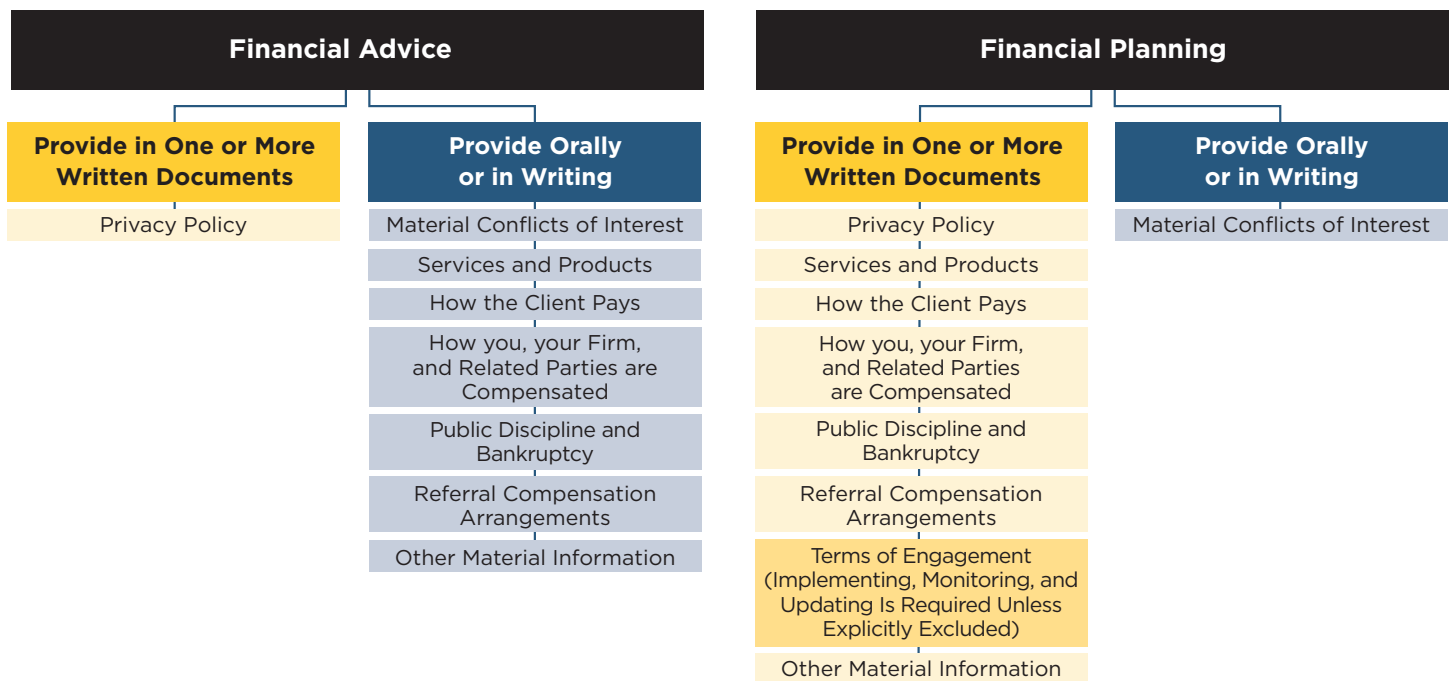 Financial Advice
Provide in One or More
Written Documents
Privacy Policy
Provide Orally
or in Writing
Material Conflicts of Interest
Services and Products
How the Client Pays
How you, your Firm,
and Related Parties are
Compensated
Public Discipline and
Bankruptcy
Referral Compensation
Arrangements
Other Material Information
Financial Planning
Provide in One or More
Written Documents
Privacy Policy
Services and Products
How the Client Pays
How you, your Firm,
and Related Parties
are Compensated
Public Discipline and
Bankruptcy
Referral Compensation
Arrangements
Terms of Engagement
(Implementing, Monitoring, and
Updating Is Required Unless
Explicitly Excluded)
Other Material Information
Provide Orally
or in Writing
Material Conflicts of Interest